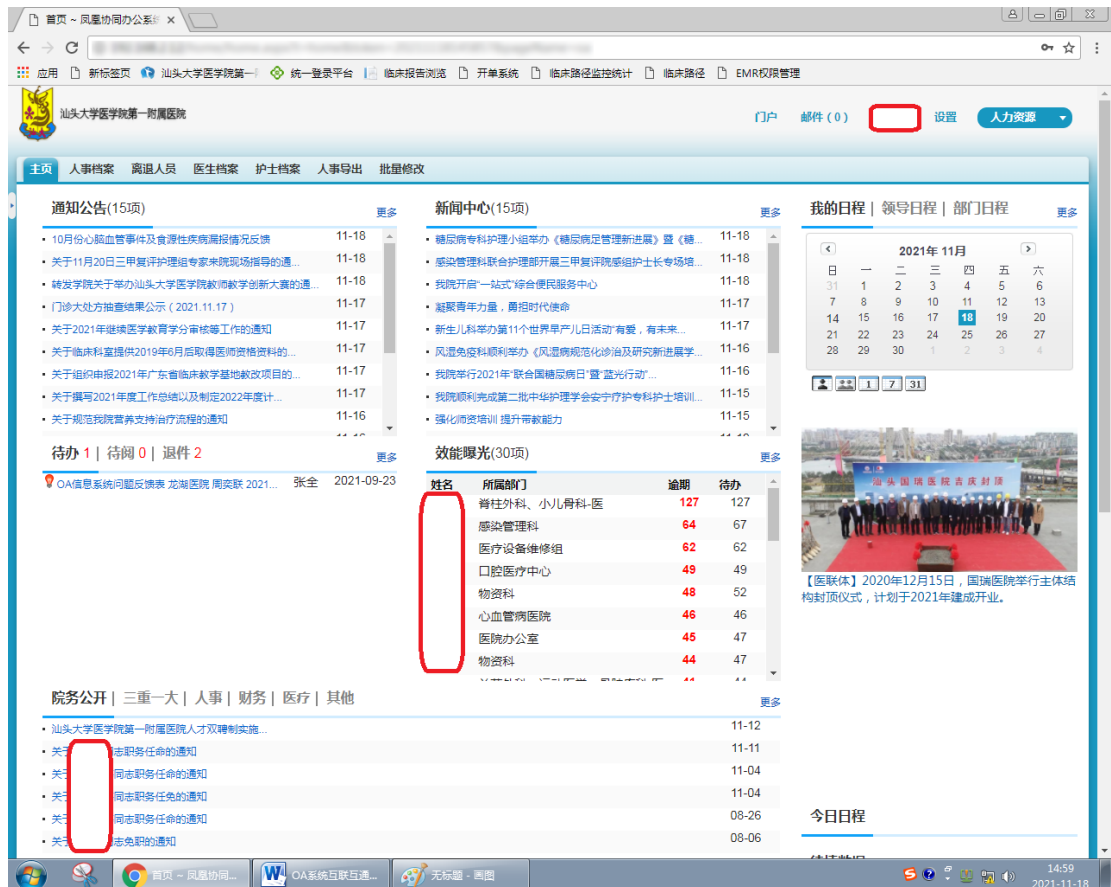 首页 ~ 凤凰协同办公系
应用 新标签页 汕头大学医学院第一 统一登录平台 临床报告浏览 开单系统 临床路径监控统计 临床路径 EMR权限管理
汕头大学医学院第一附属医院
门户 邮件 ( 0 ) 设置 人力资源
主页 人事档案 离退人员 医生档案 护士档案 人事导出 批量修改
通知公告(15项) 更多
10月份心脑血管事件及食源性疾病漏报情况反馈 11-18
关于11月20日三甲复评护理组专家来院现场指导的通... 11-18
转发学院关于举办汕头大学医学院教师教学创新大赛的通... 11-18
门诊大处方抽查结果公示 ( 2021.11.17 ) 11-17
关于2021年继续医学教育学分审核等工作的通知 11-17
关于临床科室提供2019年6月后取得医师资格资料的... 11-17
关于组织申报2021年广东省临床教学基地教改项目的... 11-17
关于撰写2021年度工作总结以及制定2022年度计... 11-17
关于规范我院营养支持治疗流程的通知 11-16
新闻中心(15项) 更多
糖尿病专科护理小组举办《糖尿病足管理新进展》暨《糖... 11-18
感染管理科联合护理部开展三甲复评院感组护士长专场培... 11-18
我院开启“一站式”综合便民服务中心 11-18
凝聚青年力量，勇担时代使命 11-17
新生儿科举办第11个世界早产儿日活动“有爱，有未来... 11-17
风湿免疫科顺利举办《风湿病规范化诊治及研究新进展学... 11-16
我院举行2021年“联合国糖尿病日”暨“蓝光行动”... 11-16
我院顺利完成第二批中华护理学会安宁疗护专科护士培训... 11-15
强化师资培训 提升带教能力 11-15
我的日程 | 领导日程 | 部门日程 更多
2021年 11月
日 一 二 三 四 五 六
31 1 2 3 4 5 6
7 8 9 10 11 12 13
14 15 16 17 18 19 20
21 22 23 24 25 26 27
28 29 30 1 2 3 4
1 7 31
待办 1 | 待阅 0 | 退件 2 更多
OA信息系统问题反馈表 龙湖医院 周奕联 2021... 张全 2021-09-23
效能曝光(30项) 更多
姓名 所属部门 逾期 待办
脊柱外科、小儿骨科-医 127 127
感染管理科 64 67
医疗设备维修组 62 62
口腔医疗中心 49 49
物资科 48 52
心血管病医院 46 46
医院办公室 45 47
物资科 44 47
汕头国瑞医院吉庆封顶
【医联体】2020年12月15日，国瑞医院举行主体结
构封顶仪式，计划于2021年建成开业。
院务公开 | 三重一大 | 人事 | 财务 | 医疗 | 其他 更多
汕头大学医学院第一附属医院人才双聘制实施... 11-12
关于 志职务任命的通知 11-11
关于 同志职务任命的通知 11-04
关于 同志职务任免的通知 11-04
关于 同志职务任命的通知 08-26
关于 志免职的通知 08-06
今日日程
首页 ~ 凤凰协同... OA系统互联互通... 无标题 - 画图
14:59
2021-11-18